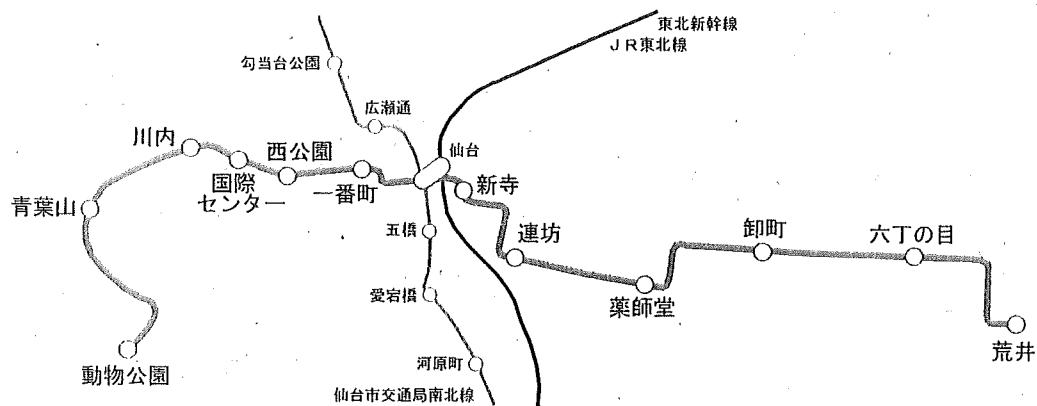 東北新幹線
JR東北線
勾当台公園
広瀬通
川内
西公園
仙台
国際
センター
一番町
新寺
青葉山
五橋
連坊
卸町
六丁の目
愛宕橋
薬師堂
荒井
動物公園
河原町
仙台市交通局南北線